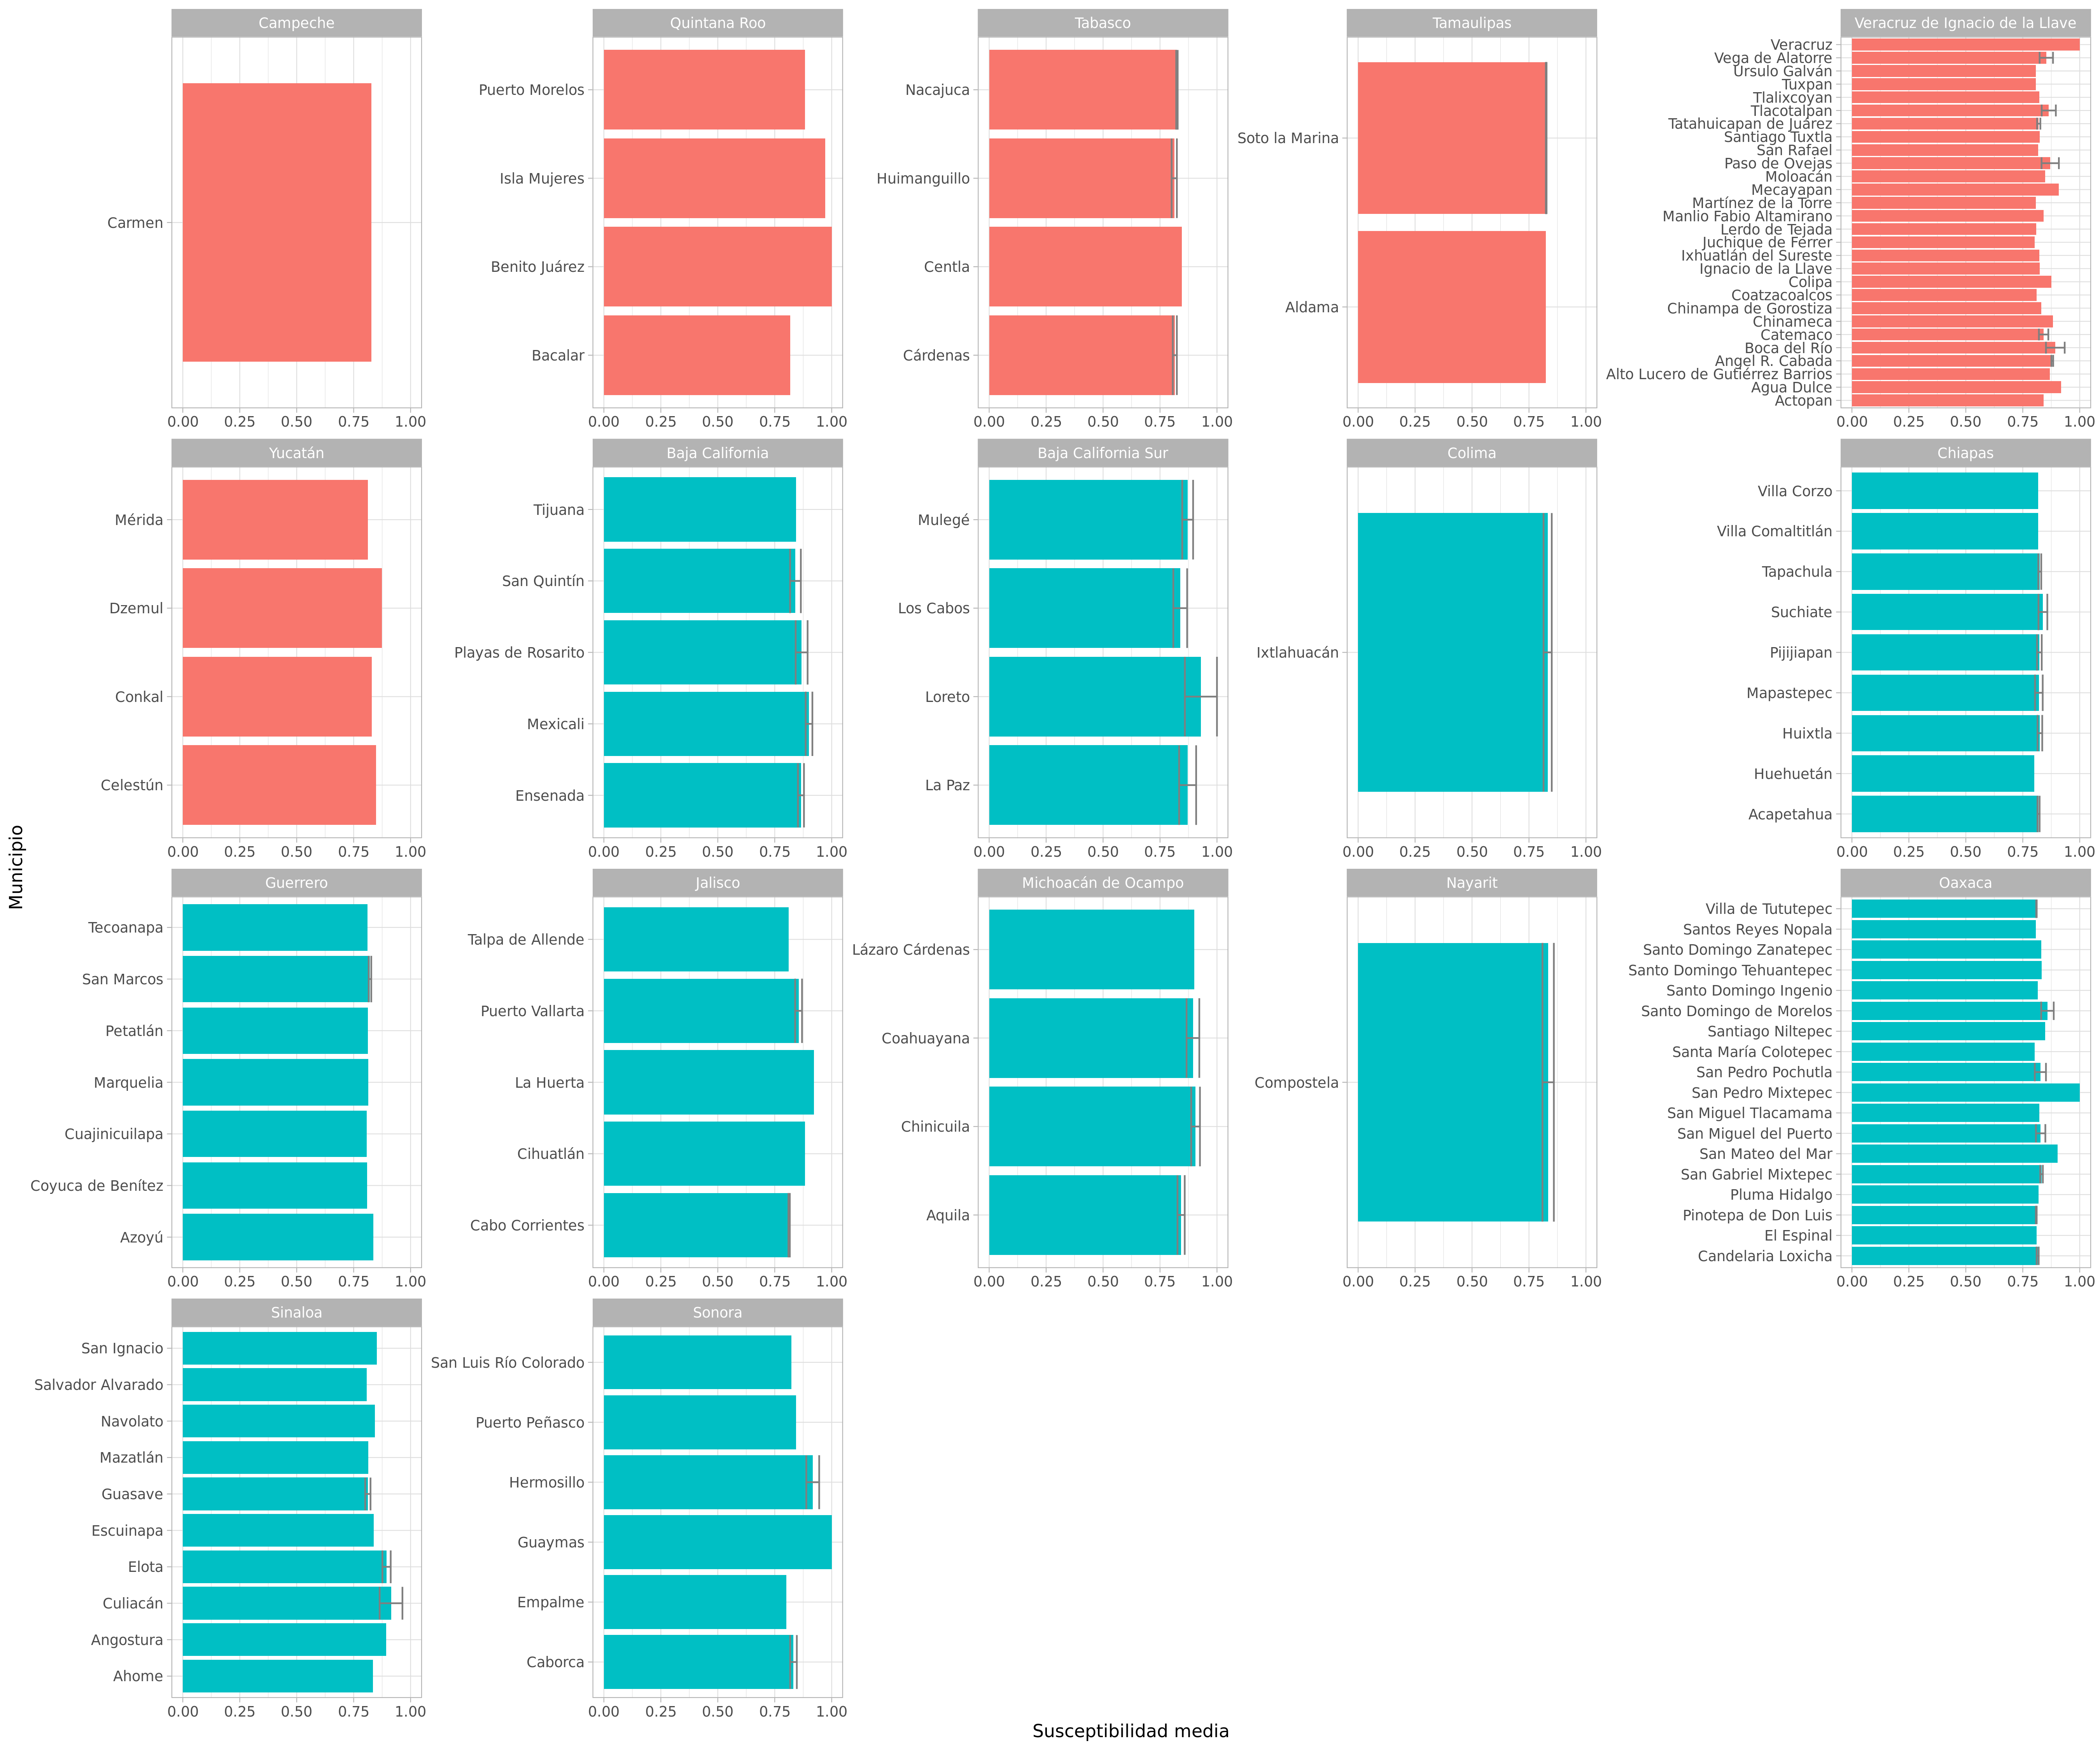 Campeche
Carmen
0.00 0.25 0.50 0.75 1.00
Quintana Roo
Puerto Morelos
Isla Mujeres
Benito Juárez
Bacalar
0.00 0.25 0.50 0.75 1.00
Tabasco
Nacajuca
Huimanguillo
Centla
Cárdenas
0.00 0.25 0.50 0.75 1.00
Tamaulipas
Soto la Marina
Aldama
0.00 0.25 0.50 0.75 1.00
Veracruz de Ignacio de la Llave
Veracruz
Vega de Alatorre
Úrsulo Galván
Tuxpan
Tlalixcoyan
Tlacotalpan
Tatahuicapan de Juárez
Santiago Tuxtla
San Rafael
Paso de Ovejas
Moloacán
Mecayapan
Martínez de la Torre
Manlio Fabio Altamirano
Lerdo de Tejada
Juchique de Ferrer
Ixhuatlán del Sureste
Ignacio de la Llave
Colipa
Coatzacoalcos
Chinampa de Gorostiza
Chinameca
Catemaco
Boca del Río
Angel R. Cabada
Alto Lucero de Gutiérrez Barrios
Agua Dulce
Actopan
0.00 0.25 0.50 0.75 1.00
Yucatán
Mérida
Dzemul
Conkal
Celestún
0.00 0.25 0.50 0.75 1.00
Baja California
Tijuana
San Quintín
Playas de Rosarito
Mexicali
Ensenada
0.00 0.25 0.50 0.75 1.00
Baja California Sur
Mulegé
Los Cabos
Loreto
La Paz
0.00 0.25 0.50 0.75 1.00
Colima
Ixtlahuacán
0.00 0.25 0.50 0.75 1.00
Chiapas
Villa Corzo
Villa Comaltitlán
Tapachula
Suchiate
Pijijiapan
Mapastepec
Huixtla
Huehuetán
Acapetahua
0.00 0.25 0.50 0.75 1.00
Municipio
Guerrero
Tecoanapa
San Marcos
Petatlán
Marquelia
Cuajinicuilapa
Coyuca de Benítez
Azoyú
0.00 0.25 0.50 0.75 1.00
Jalisco
Talpa de Allende
Puerto Vallarta
La Huerta
Cihuatlán
Cabo Corrientes
0.00 0.25 0.50 0.75 1.00
Michoacán de Ocampo
Lázaro Cárdenas
Coahuayana
Chinicuila
Aquila
0.00 0.25 0.50 0.75 1.00
Nayarit
Compostela
0.00 0.25 0.50 0.75 1.00
Oaxaca
Villa de Tututepec
Santos Reyes Nopala
Santo Domingo Zanatepec
Santo Domingo Tehuantepec
Santo Domingo Ingenio
Santo Domingo de Morelos
Santiago Niltepec
Santa María Colotepec
San Pedro Pochutla
San Pedro Mixtepec
San Miguel Tlacamama
San Miguel del Puerto
San Mateo del Mar
San Gabriel Mixtepec
Pluma Hidalgo
Pinotepa de Don Luis
El Espinal
Candelaria Loxicha
0.00 0.25 0.50 0.75 1.00
Sinaloa
San Ignacio
Salvador Alvarado
Navolato
Mazatlán
Guasave
Escuinapa
Elota
Culiacán
Angostura
Ahome
0.00 0.25 0.50 0.75 1.00
Sonora
San Luis Río Colorado
Puerto Peñasco
Hermosillo
Guaymas
Empalme
Caborca
0.00 0.25 0.50 0.75 1.00
Susceptibilidad media